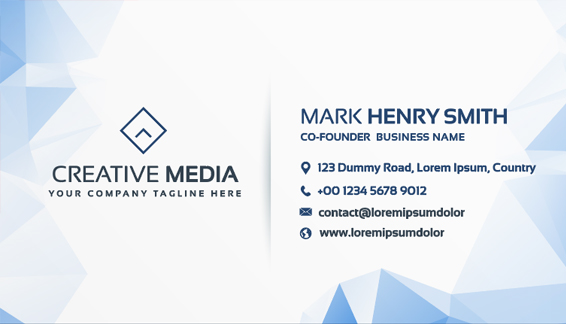 CREATIVE MEDIA
YOUR COMPANY TAGLINE HERE
MARK HENRY SMITH
CO-FOUNDER BUSINESS NAME
123 Dummy Road, Lorem Ipsum, Country
+00 1234 5678 9012
contact@loremipsumdolor
www.loremipsumdolor